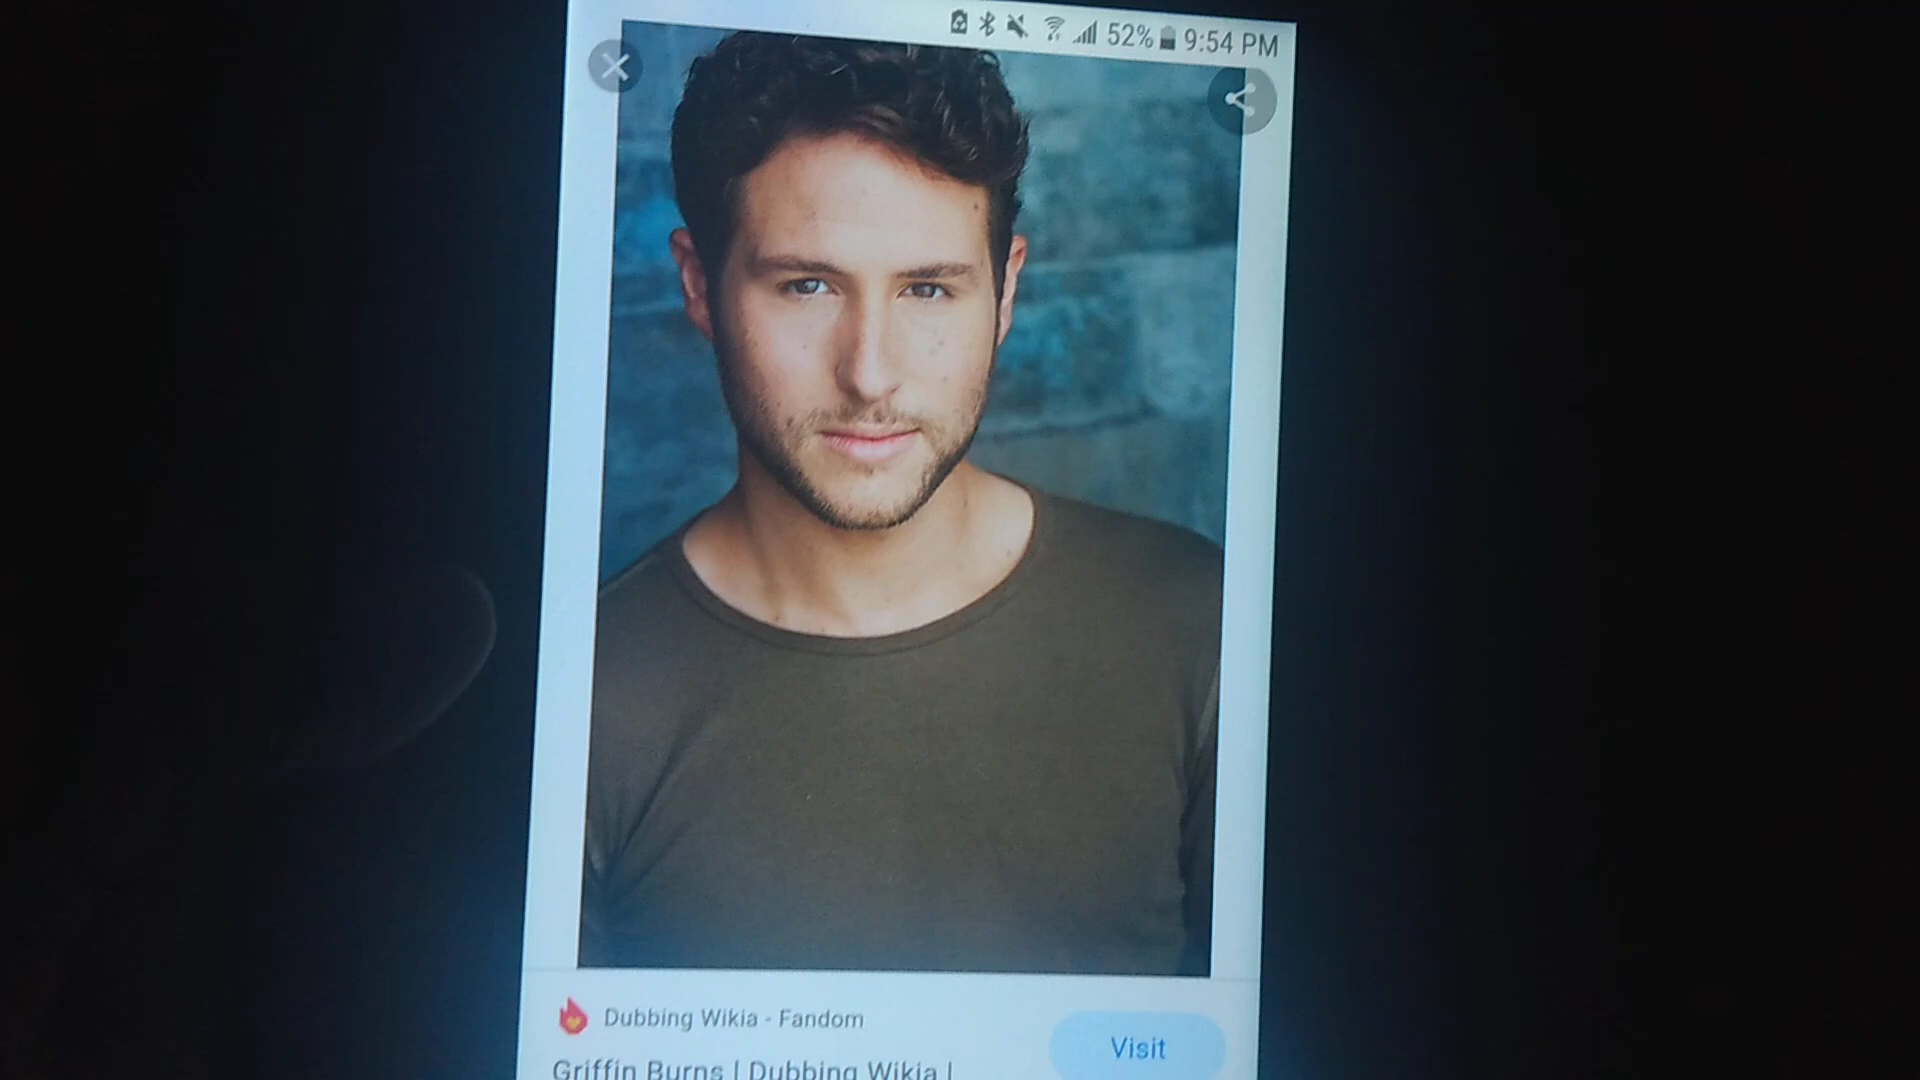 52% 9:54 PM
Dubbing Wikia - Fandom
Visit
Griffin Burns | Dubbing Wikia |